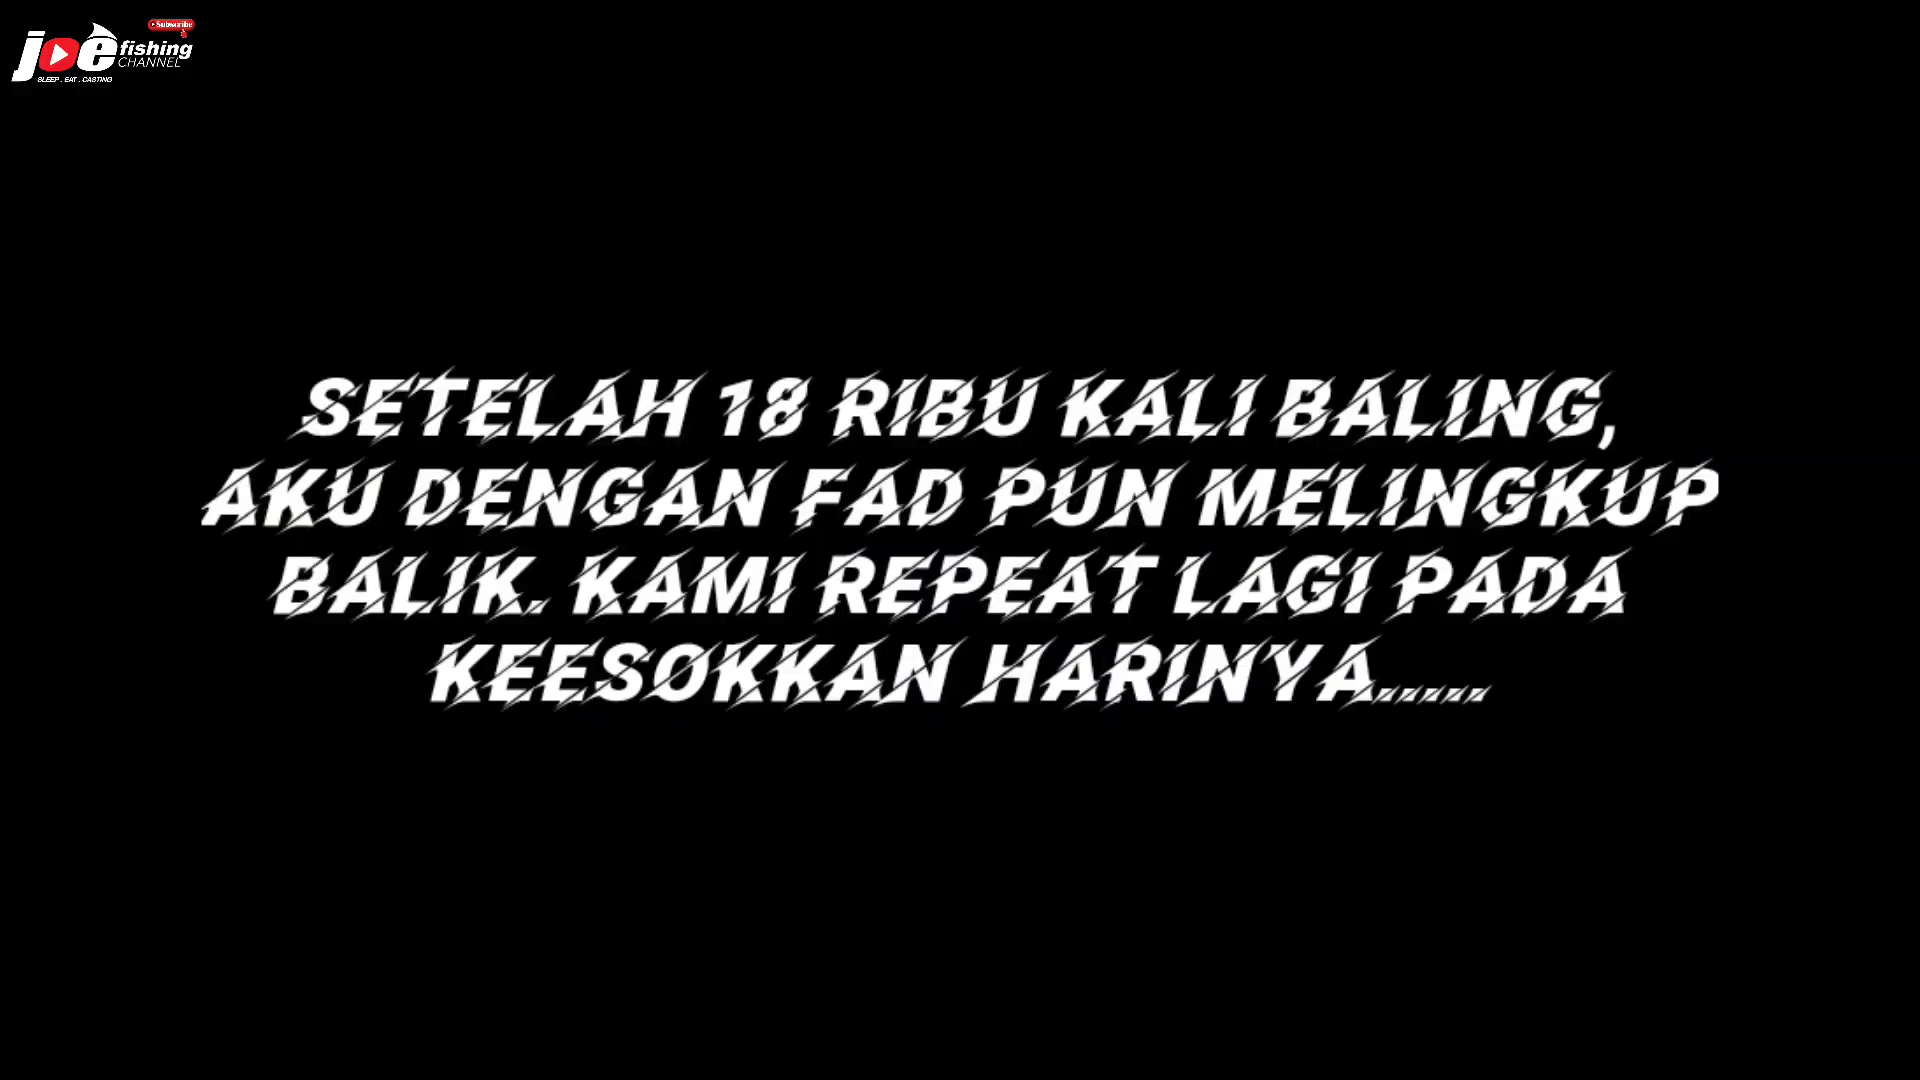 joe fishing
CHANNEL
SLEEP . EAT . CASTING
Subscribe
SETELAH 18 RIBU KALI BALING,
AKU DENGAN FAD PUN MELINGKUP
BALIK. KAMI REPEAT LAGI PADA
KEESOKKAN HARINYA......